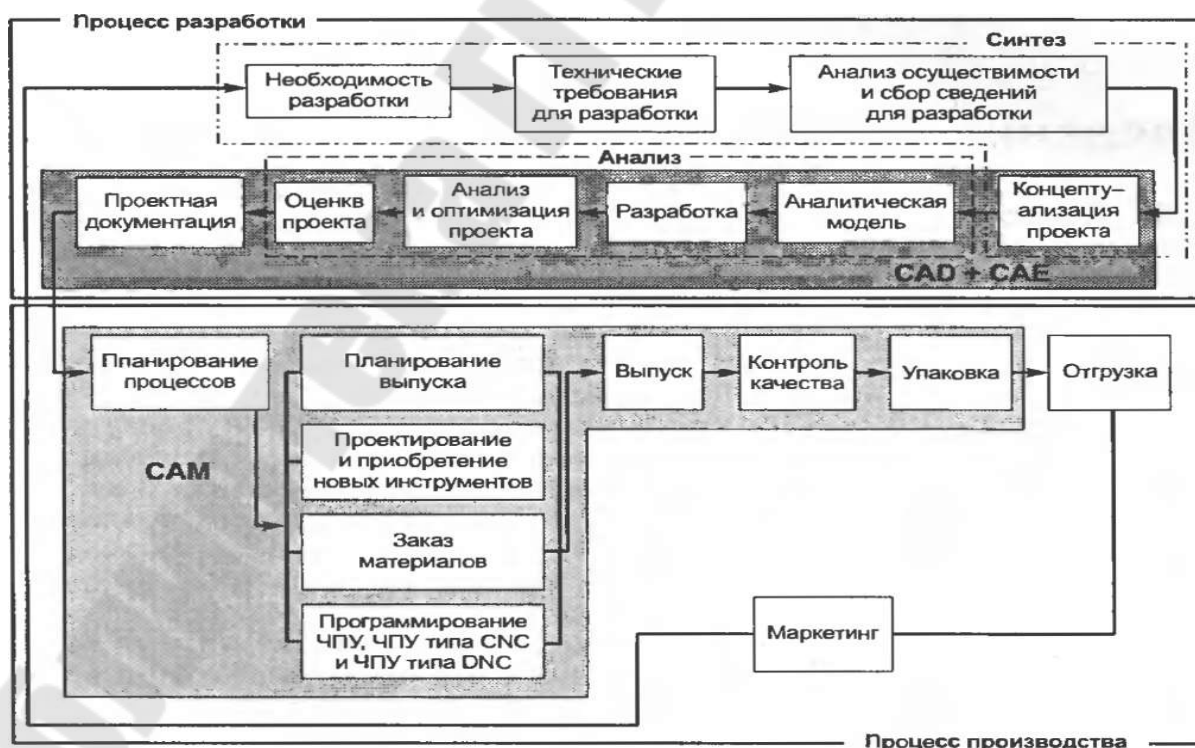 Процесс разработки
Синтез
Необходимость
разработки
Технические
требования
для разработки
Анализ осуществимости
и сбор сведений
для разработки
Анализ
Проектная
документация
Оценкв
проекта
Анализ
и оптимизация
проекта
Разработка
Аналитическая
модель
Концепту–
ализация
проекта
CAD + CAE
Ппанирование
процессов
Планирование
выпуска
Выпуск
Контроль
качества
Упаковка
Отгрузка
Проектирование
и приобретение
новых инструментов
CAM
Заказ
материалов
Программирование
ЧПУ, ЧПУ типа CNC
и ЧПУ типа DNC
Маркетинг
Процесс производства